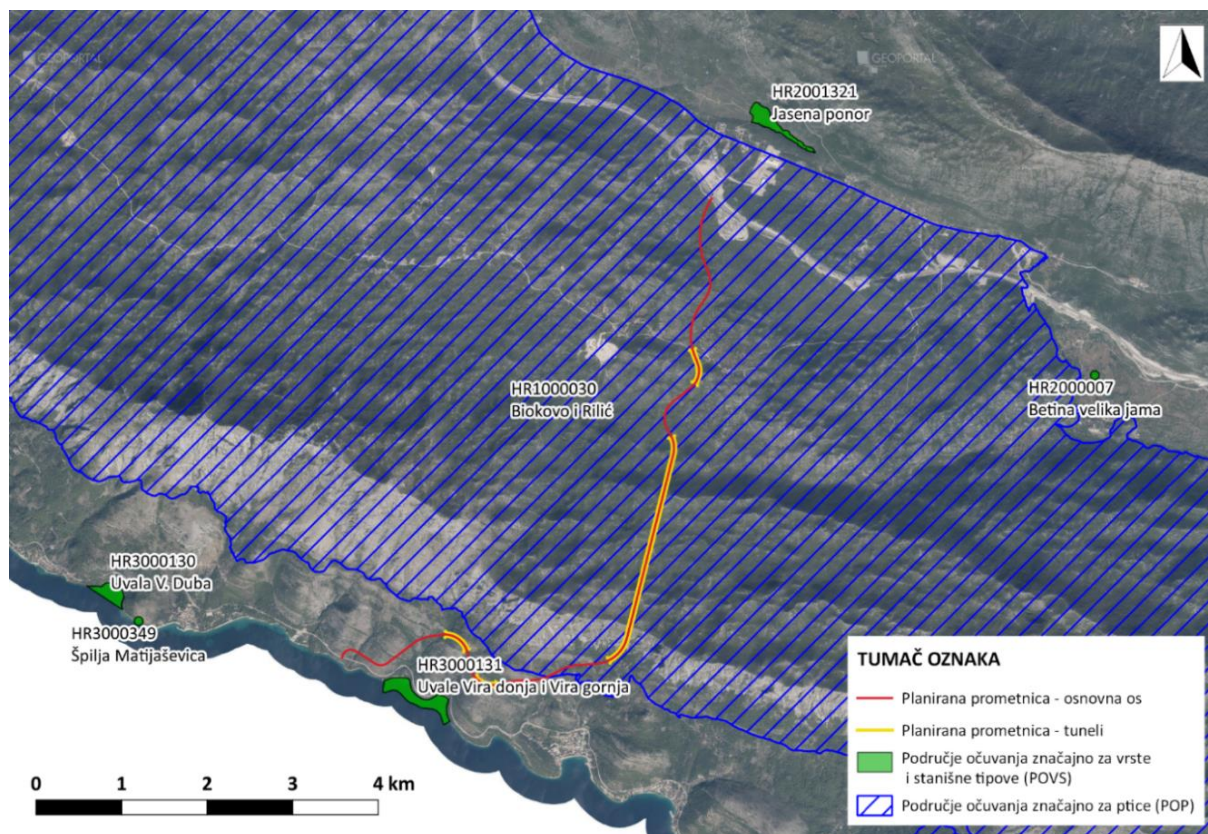 GEOPORTAL
GEOPORTAL
HR2001321
Jasena ponor
HR1000030
Biokovo i Rilić
HR2000007
Betina velika jama
HR3000130
Uvala V. Duba
HR3000349
Špilja Matijaševica
HR3000131
Uvale Vira donja i Vira gornja
TUMAČ OZNAKA
Planirana prometnica - osnovna os
Planirana prometnica - tuneli
Područje očuvanja značajno za vrste
i stanišne tipove (POVS)
Područje očuvanja značajno za ptice (POP)
0 1 2 3 4 km